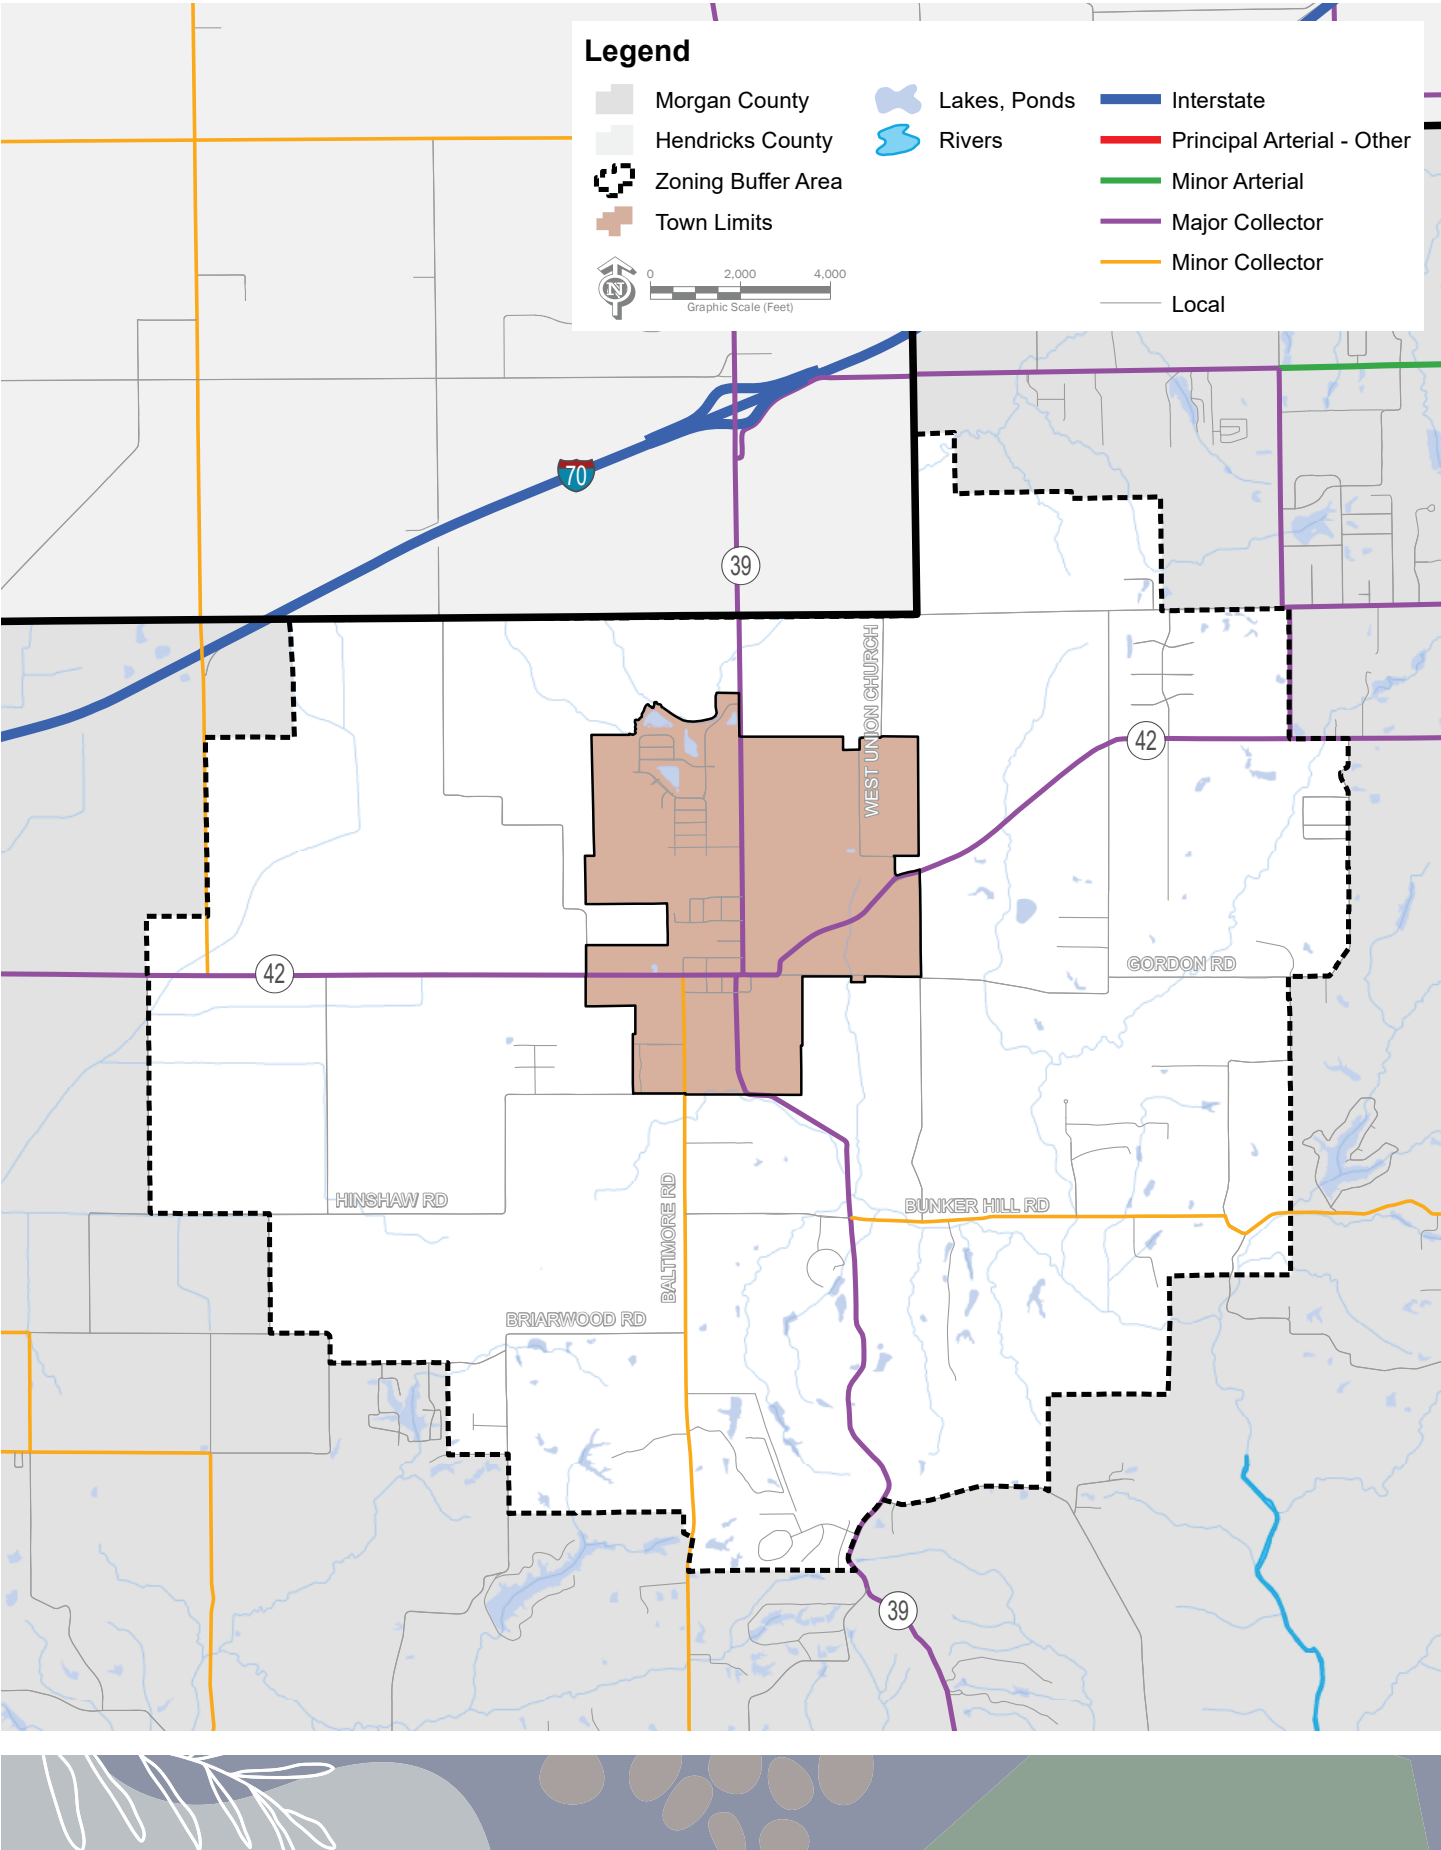 Legend
Morgan County
Hendricks County
Zoning Buffer Area
Town Limits
Lakes, Ponds
Rivers
Interstate
Principal Arterial - Other
Minor Arterial
Major Collector
Minor Collector
Local
N
0 2,000 4,000
Graphic Scale (Feet)
70
39
WEST UNION CHURCH
42
42
GORDON RD
HINSHAW RD
BALTIMORE RD
BUNKER HILL RD
BRIARWOOD RD
39